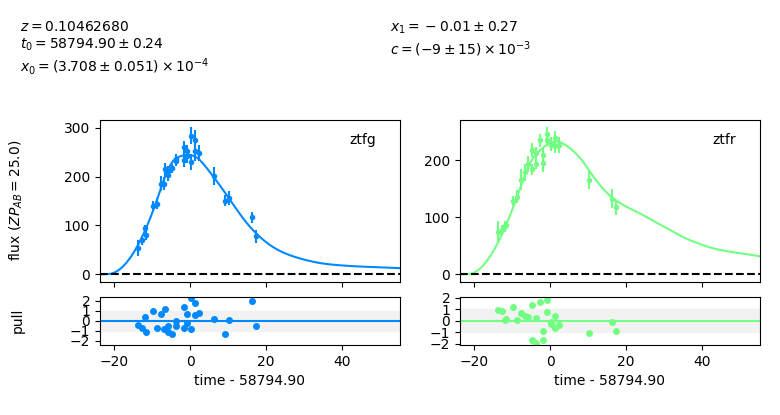 z = 0.10462680
t₀ = 58794.90 ± 0.24
x₀ = (3.708 ± 0.051) × 10⁻⁴
x₁ = − 0.01 ± 0.27
c = (−9 ± 15) × 10⁻³
ztfg
300
200
100
0
flux (ZP_AB = 25.0)
ztfr
200
100
0
2
1
0
−1
−2
pull
−20
0
20
40
time - 58794.90
2
1
0
−1
−2
−20
0
20
40
time - 58794.90